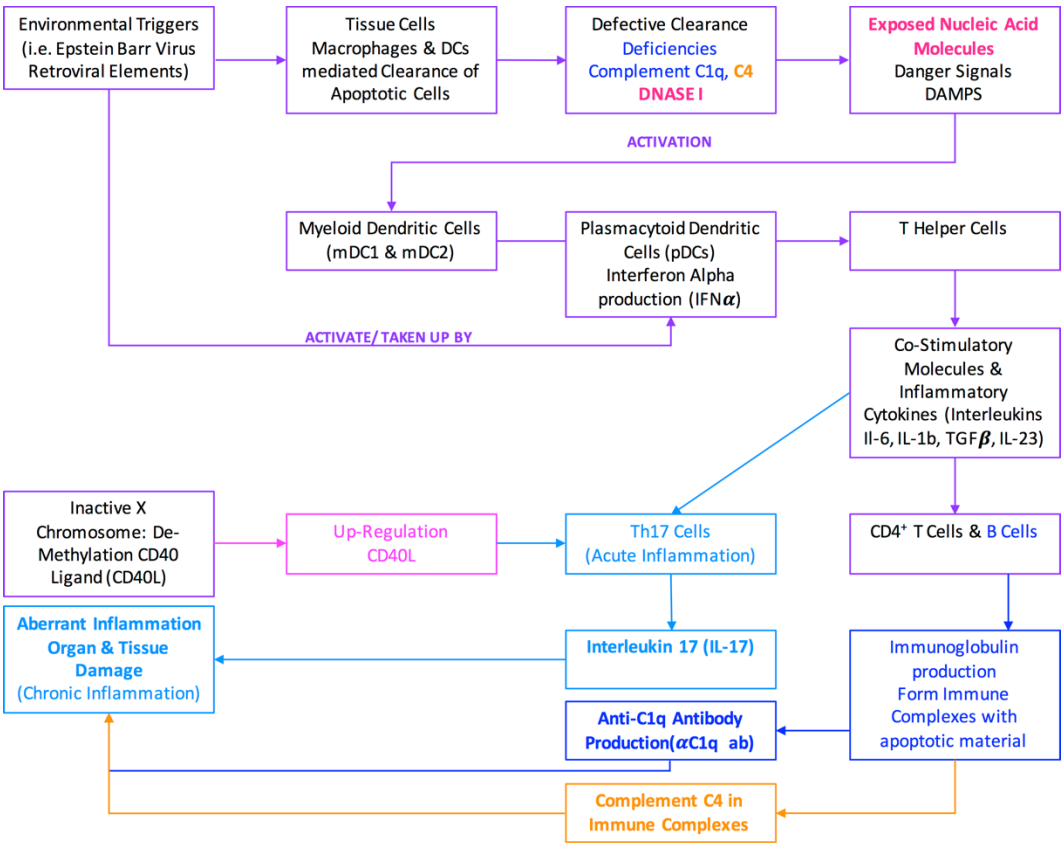 Environmental Triggers
(i.e. Epstein Barr Virus
Retroviral Elements)
Tissue Cells
Macrophages & DCs
mediated Clearance of
Apoptotic Cells
Defective Clearance
Deficiencies
Complement C1q, C4
DNASE I
Exposed Nucleic Acid
Molecules
Danger Signals
DAMPS
ACTIVATION
Myeloid Dendritic Cells
(mDC1 & mDC2)
Plasmacytoid Dendritic
Cells (pDCs)
Interferon Alpha
production (IFNα)
T Helper Cells
ACTIVATE/ TAKEN UP BY
Co-Stimulatory
Molecules &
Inflammatory
Cytokines (Interleukins
Il-6, IL-1b, TGFβ, IL-23)
Inactive X
Chromosome: De-
Methylation CD40
Ligand (CD40L)
Up-Regulation
CD40L
Th17 Cells
(Acute Inflammation)
CD4⁺ T Cells & B Cells
Aberrant Inflammation
Organ & Tissue
Damage
(Chronic Inflammation)
Interleukin 17 (IL-17)
Immunoglobulin
production
Form Immune
Complexes with
apoptotic material
Anti-C1q Antibody
Production(αC1q ab)
Complement C4 in
Immune Complexes